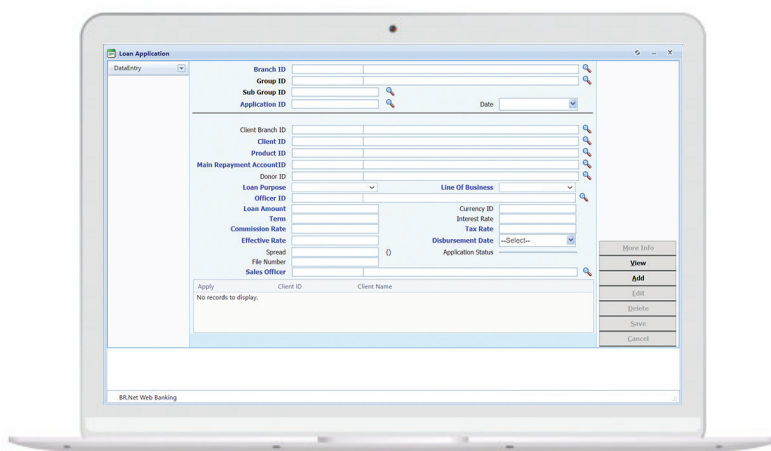 Loan Application
DataEntry
Branch ID
Group ID
Sub Group ID
Application ID Date
Client Branch ID
Client ID
Product ID
Main Repayment AccountID
Donor ID
Loan Purpose Line Of Business
Officer ID
Loan Amount Currency ID
Term Interest Rate
Commission Rate Tax Rate
Effective Rate Disbursement Date --Select--
Spread () Application Status
File Number
Sales Officer
Apply Client ID Client Name
No records to display.
More Info
View
Add
Edit
Delete
Save
Cancel
BR.Net Web Banking